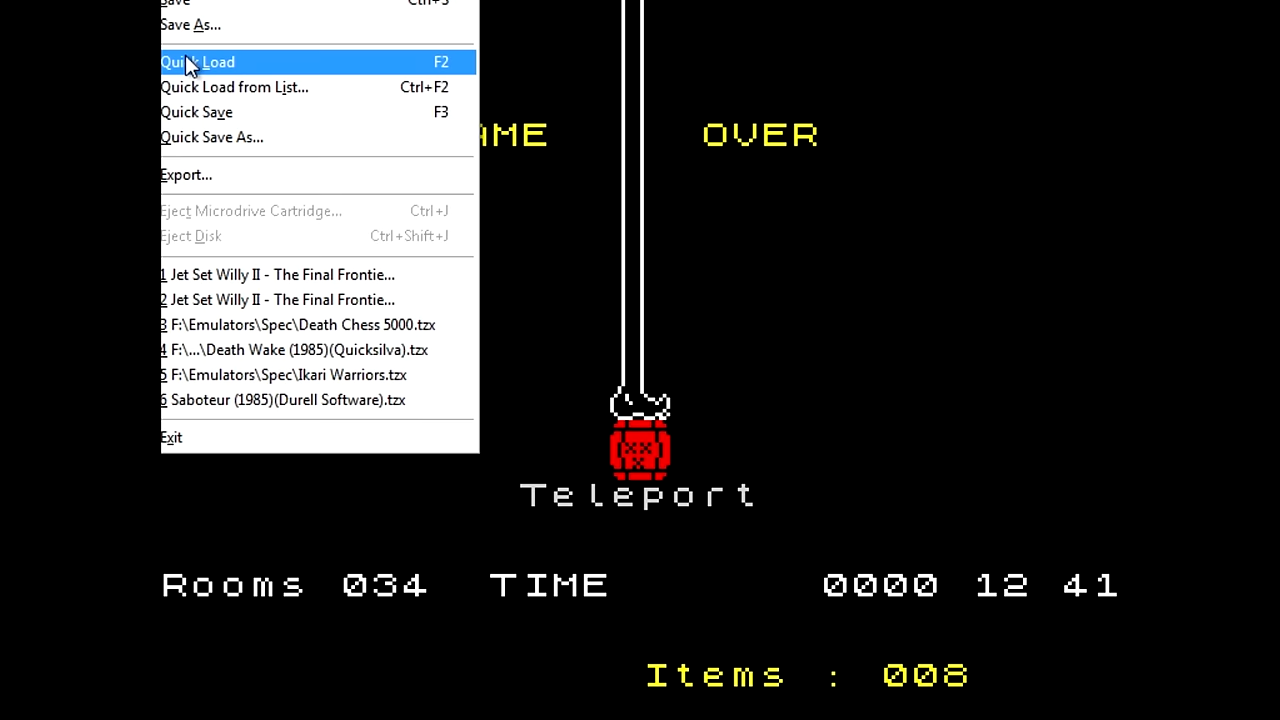 Save Ctrl+S
Save As...
Quick Load F2
Quick Load from List... Ctrl+F2
Quick Save F3
Quick Save As...
AME OVER
Export...
Eject Microdrive Cartridge... Ctrl+J
Eject Disk Ctrl+Shift+J
1 Jet Set Willy II - The Final Frontie...
2 Jet Set Willy II - The Final Frontie...
3 F:\Emulators\Spec\Death Chess 5000.tzx
4 F:\...\Death Wake (1985)(Quicksilva).tzx
5 F:\Emulators\Spec\Ikari Warriors.tzx
6 Saboteur (1985)(Durell Software).tzx
Exit
Teleport
Rooms 034 TIME 0000 12 41
Items : 008